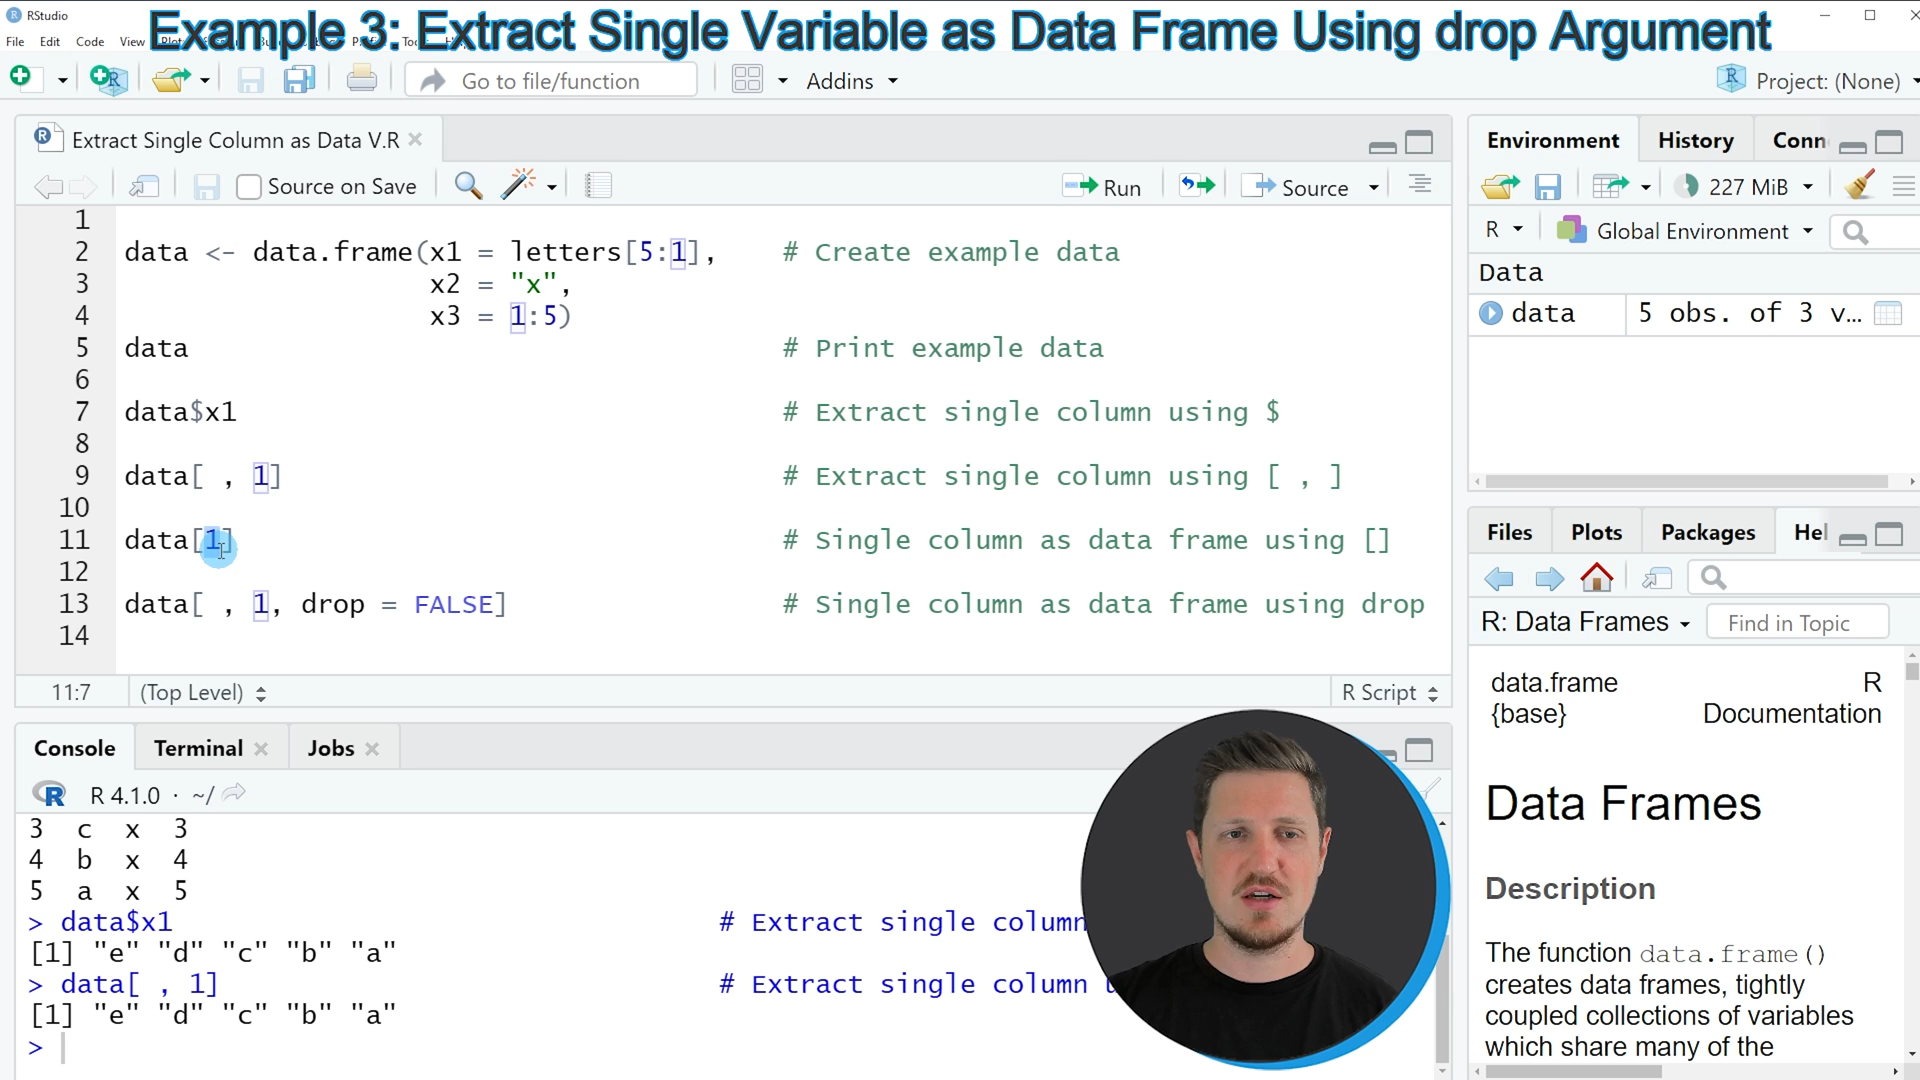 RStudio
Example 3: Extract Single Variable as Data Frame Using drop Argument
File Edit Code View
Go to file/function
Addins
Project: (None)
Extract Single Column as Data V.R
Source on Save
Run
Source
1
2 data <- data.frame(x1 = letters[5:1], # Create example data
3 x2 = "x",
4 x3 = 1:5)
5 data # Print example data
6
7 data$x1 # Extract single column using $
8
9 data[ , 1] # Extract single column using [ , ]
10
11 data[1] # Single column as data frame using []
12
13 data[ , 1, drop = FALSE] # Single column as data frame using drop
14
11:7 (Top Level) R Script
Console Terminal Jobs
R 4.1.0 · ~/
3 c x 3
4 b x 4
5 a x 5
> data$x1 # Extract single column
[1] "e" "d" "c" "b" "a"
> data[ , 1] # Extract single column
[1] "e" "d" "c" "b" "a"
>
Environment History Conn
227 MiB
R Global Environment
Data
data 5 obs. of 3 v…
Files Plots Packages Hel
R: Data Frames Find in Topic
data.frame R
{base} Documentation
Data Frames
Description
The function data.frame()
creates data frames, tightly
coupled collections of variables
which share many of the